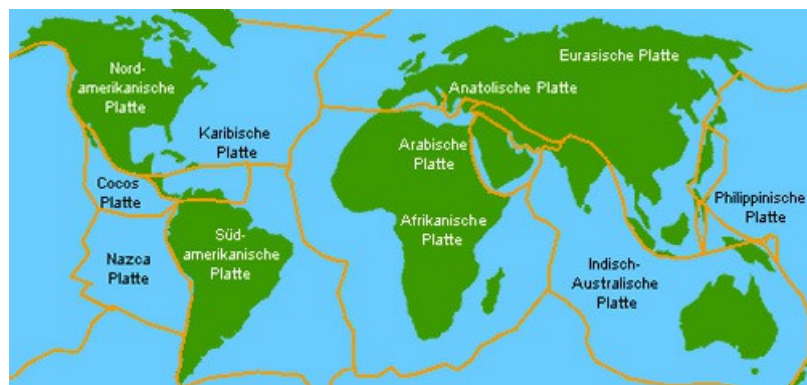 Nord-
amerikanische
Platte
Karibische
Platte
Cocos
Platte
Nazca
Platte
Süd-
amerikanische
Platte
Eurasische Platte
Anatolische Platte
Arabische
Platte
Afrikanische
Platte
Philippinische
Platte
Indisch-
Australische
Platte